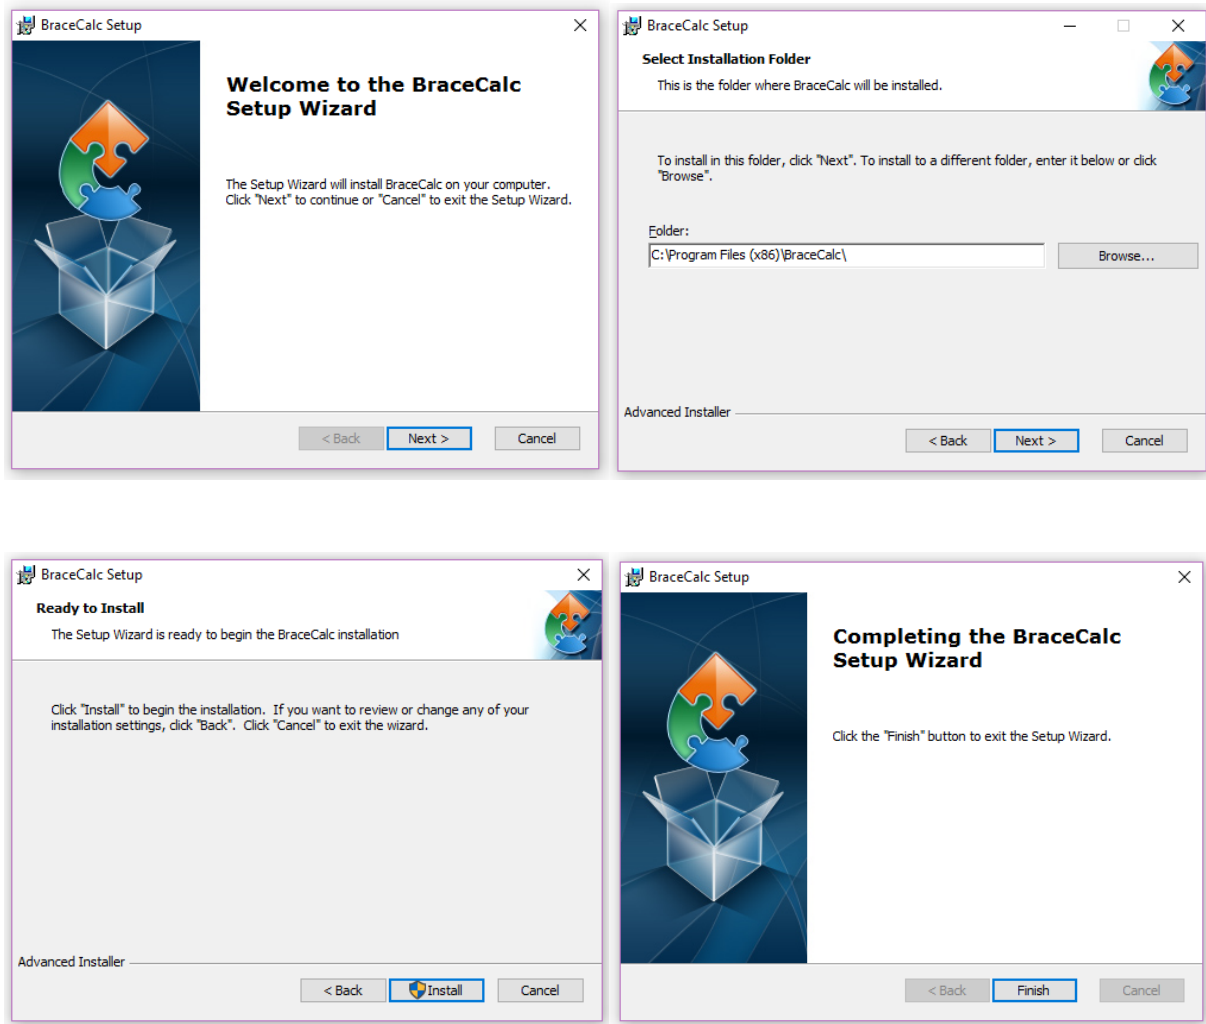 BraceCalc Setup
Welcome to the BraceCalc
Setup Wizard
The Setup Wizard will install BraceCalc on your computer.
Click "Next" to continue or "Cancel" to exit the Setup Wizard.
< Back
Next >
Cancel
BraceCalc Setup
Select Installation Folder
This is the folder where BraceCalc will be installed.
To install in this folder, click "Next". To install to a different folder, enter it below or click
"Browse".
Folder:
C:\Program Files (x86)\BraceCalc\
Browse...
Advanced Installer
< Back
Next >
Cancel
BraceCalc Setup
Ready to Install
The Setup Wizard is ready to begin the BraceCalc installation
Click "Install" to begin the installation.  If you want to review or change any of your
installation settings, click "Back".  Click "Cancel" to exit the wizard.
Advanced Installer
< Back
Install
Cancel
BraceCalc Setup
Completing the BraceCalc
Setup Wizard
Click the "Finish" button to exit the Setup Wizard.
< Back
Finish
Cancel